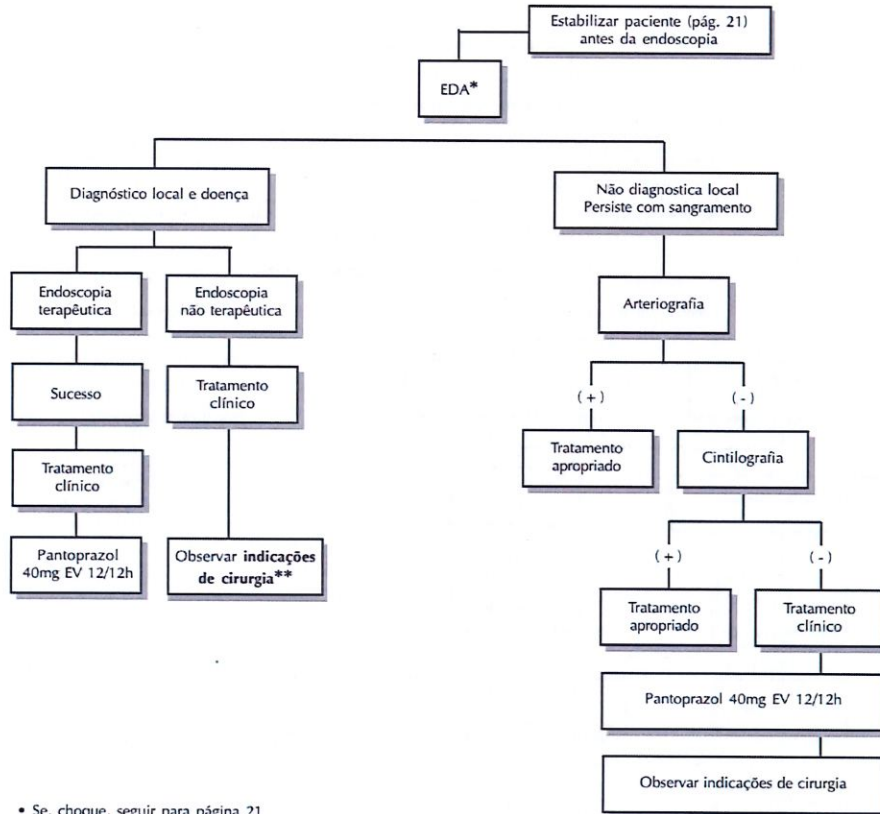 Estabilizar paciente (pág. 21)
antes da endoscopia
EDA*
Diagnóstico local e doença
Não diagnostica local
Persiste com sangramento
Endoscopia
terapêutica
Endoscopia
não terapêutica
Arteriografia
Sucesso
Tratamento
clínico
(+)
(-)
Tratamento
clínico
Tratamento
apropriado
Cintilografia
Pantoprazol
40mg EV 12/12h
Observar indicações
de cirurgia**
(+)
(-)
Tratamento
apropriado
Tratamento
clínico
Pantoprazol 40mg EV 12/12h
Observar indicações de cirurgia
• Se, choque, seguir para página 21